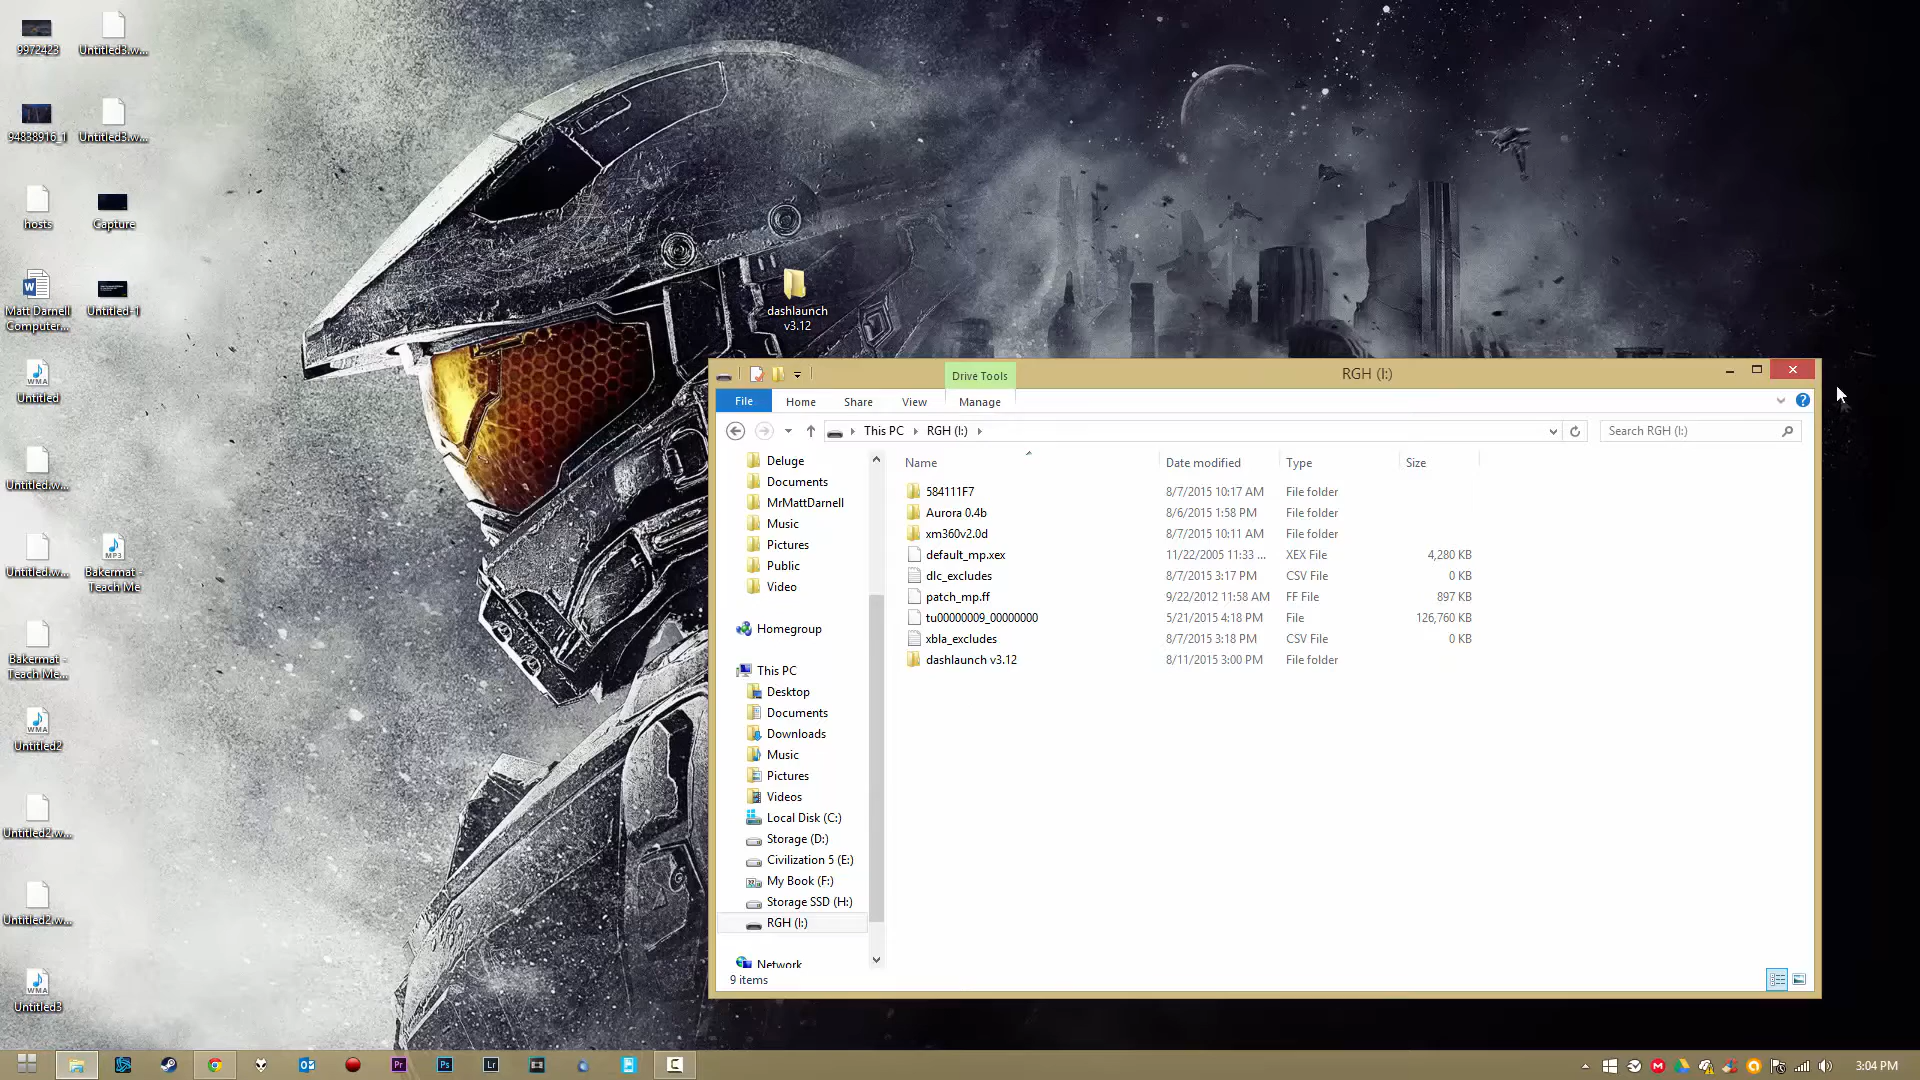 9972423
Untitled3.w...
94838916_1
Untitled3.w...
hosts
Capture
Matt Darnell
Computer...
Untitled-1
WMA
Untitled
Untitled.w...
Untitled.w...
MP3
Bakermat -
Teach Me
Bakermat -
Teach Me...
WMA
Untitled2
Untitled2.w...
Untitled2.w...
WMA
Untitled3
dashlaunch
v3.12
Drive Tools
RGH (I:)
File
Home
Share
View
Manage
This PC
RGH (I:)
Search RGH (I:)
Deluge
Documents
MrMattDarnell
Music
Pictures
Public
Video
Homegroup
This PC
Desktop
Documents
Downloads
Music
Pictures
Videos
Local Disk (C:)
Storage (D:)
Civilization 5 (E:)
My Book (F:)
Storage SSD (H:)
RGH (I:)
Network
Name Date modified Type Size
584111F7 8/7/2015 10:17 AM File folder
Aurora 0.4b 8/6/2015 1:58 PM File folder
xm360v2.0d 8/7/2015 10:11 AM File folder
default_mp.xex 11/22/2005 11:33 ... XEX File 4,280 KB
dlc_excludes 8/7/2015 3:17 PM CSV File 0 KB
patch_mp.ff 9/22/2012 11:58 AM FF File 897 KB
tu00000009_00000000 5/21/2015 4:18 PM File 126,760 KB
xbla_excludes 8/7/2015 3:18 PM CSV File 0 KB
dashlaunch v3.12 8/11/2015 3:00 PM File folder
9 items
Pr
Ps
Lr
3:04 PM